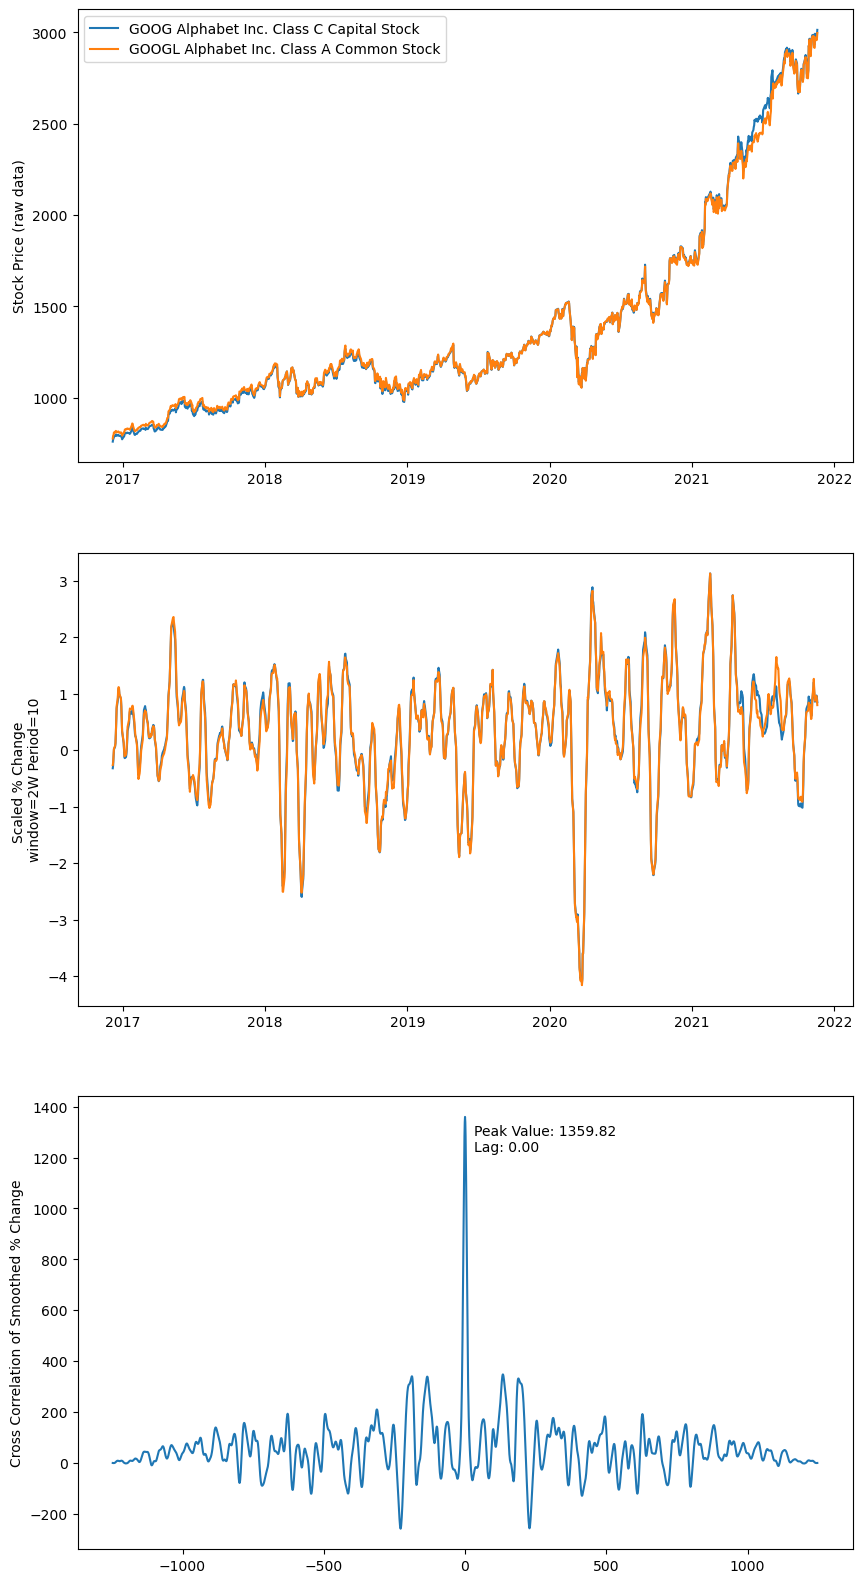 GOOG Alphabet Inc. Class C Capital Stock
GOOGL Alphabet Inc. Class A Common Stock
Stock Price (raw data)
3000
2500
2000
1500
1000
2017 2018 2019 2020 2021 2022
Scaled % Change
window=2W Period=10
3
2
1
0
−1
−2
−3
−4
2017 2018 2019 2020 2021 2022
Cross Correlation of Smoothed % Change
1400
1200
1000
800
600
400
200
0
−200
Peak Value: 1359.82
Lag: 0.00
−1000 −500 0 500 1000